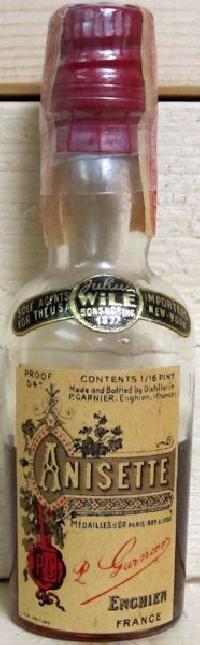 Julius
SOLE AGENTS WiLE IMPORTERS
FOR THE U.S.A. SONS & CO. INC NEW YORK
1877
PROOF CONTENTS 1/16 PINT
54° Made and Bottled by Distillerie
P. GARNIER, Enghien, (France)
ANISETTE
MÉDAILLES D'OR PARIS 1889 & 1900
P. Garnier
PG
ENGHIEN
FRANCE